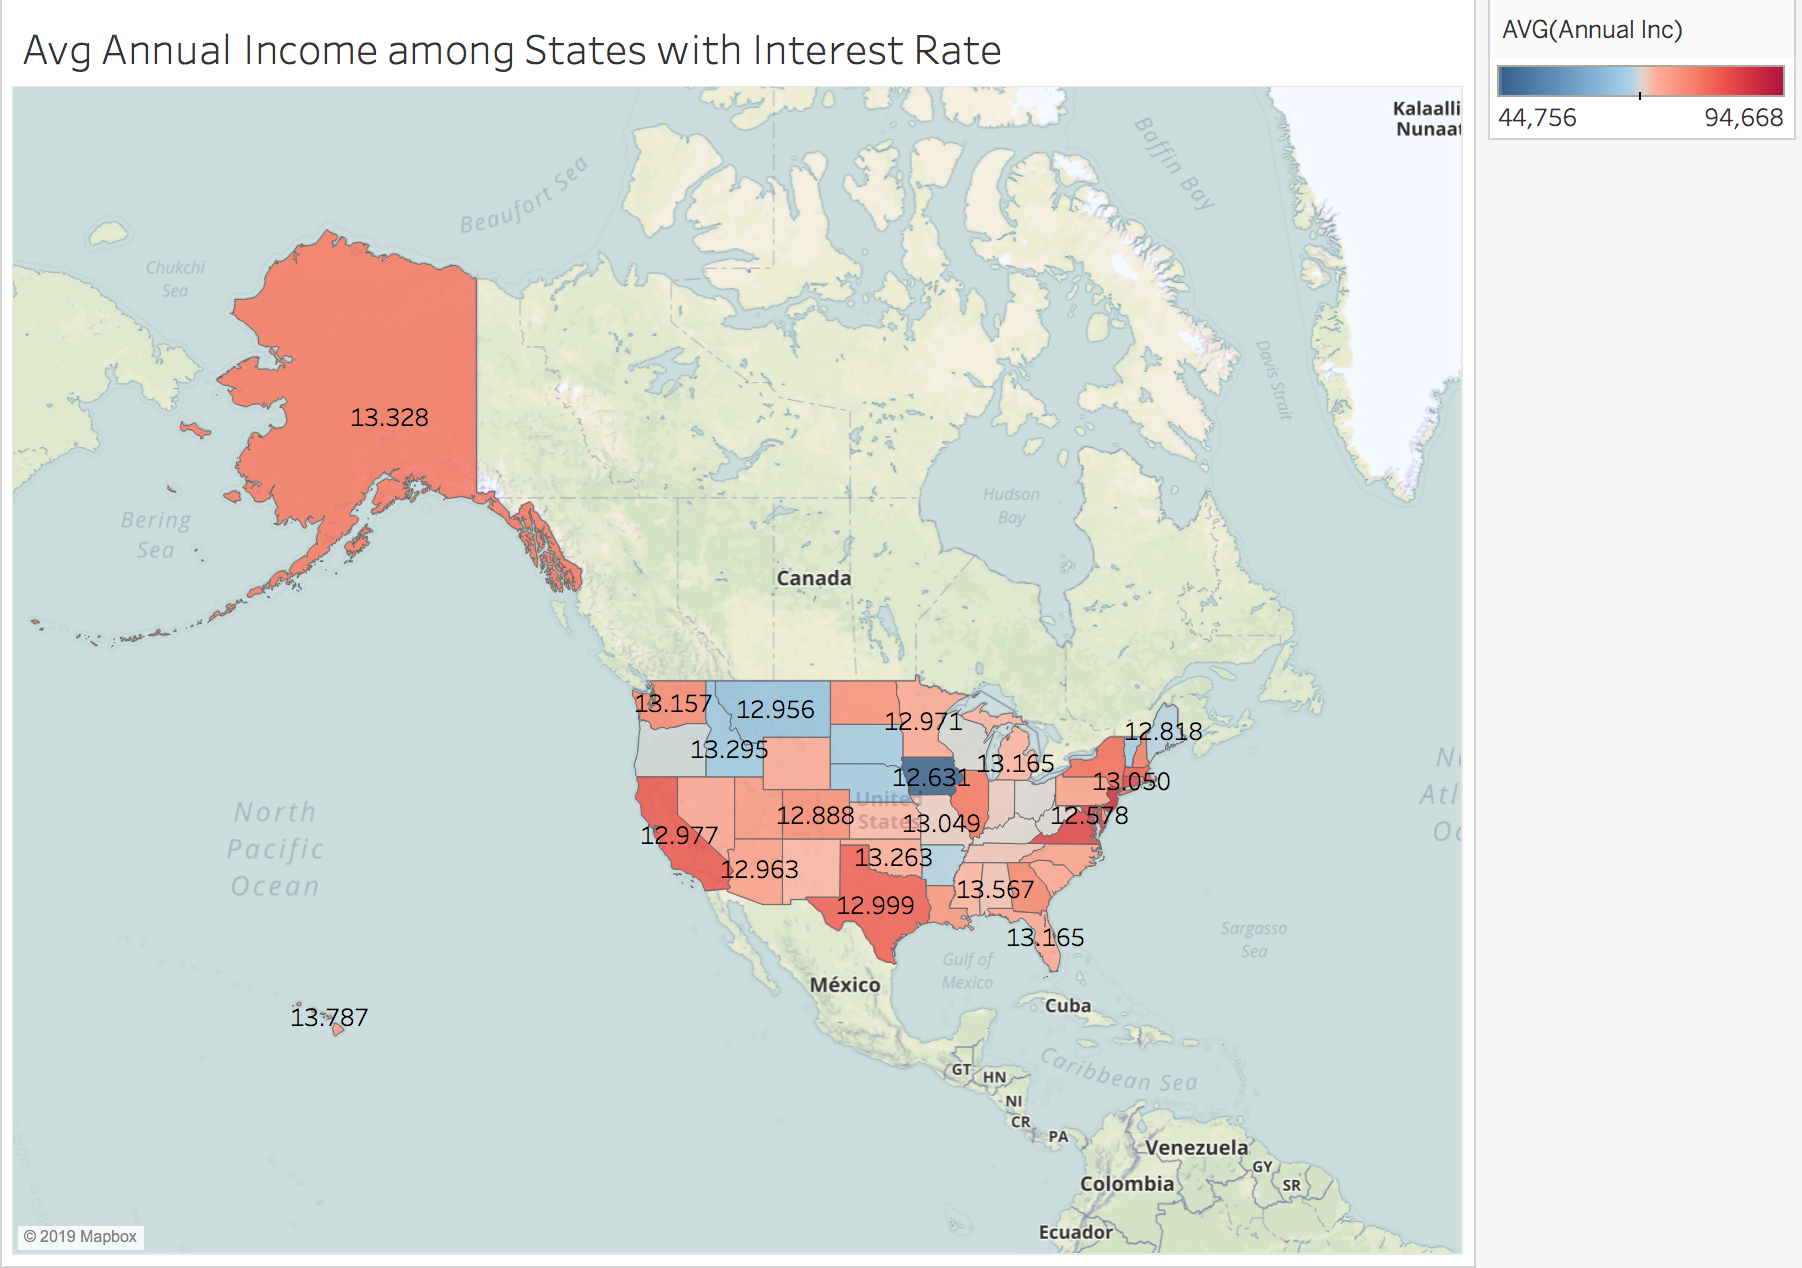 Avg Annual Income among States with Interest Rate
AVG(Annual Inc)
44,756
94,668
Kalaalli
Nunaat
Baffin Bay
Beaufort Sea
Chukchi
Sea
Davis Strait
13.328
Hudson
Bay
Bering
Sea
Canada
13.157
12.956
12.971
12.818
13.295
13.165
12.631
13.050
N
Atl
O
North
Pacific
Ocean
United
States
12.888
13.049
12.578
12.977
13.263
12.963
13.567
12.999
13.165
Sargasso
Sea
Gulf of
Mexico
México
Cuba
13.787
Caribbean Sea
GT
HN
NI
CR
PA
Venezuela
GY
SR
Colombia
Ecuador
© 2019 Mapbox